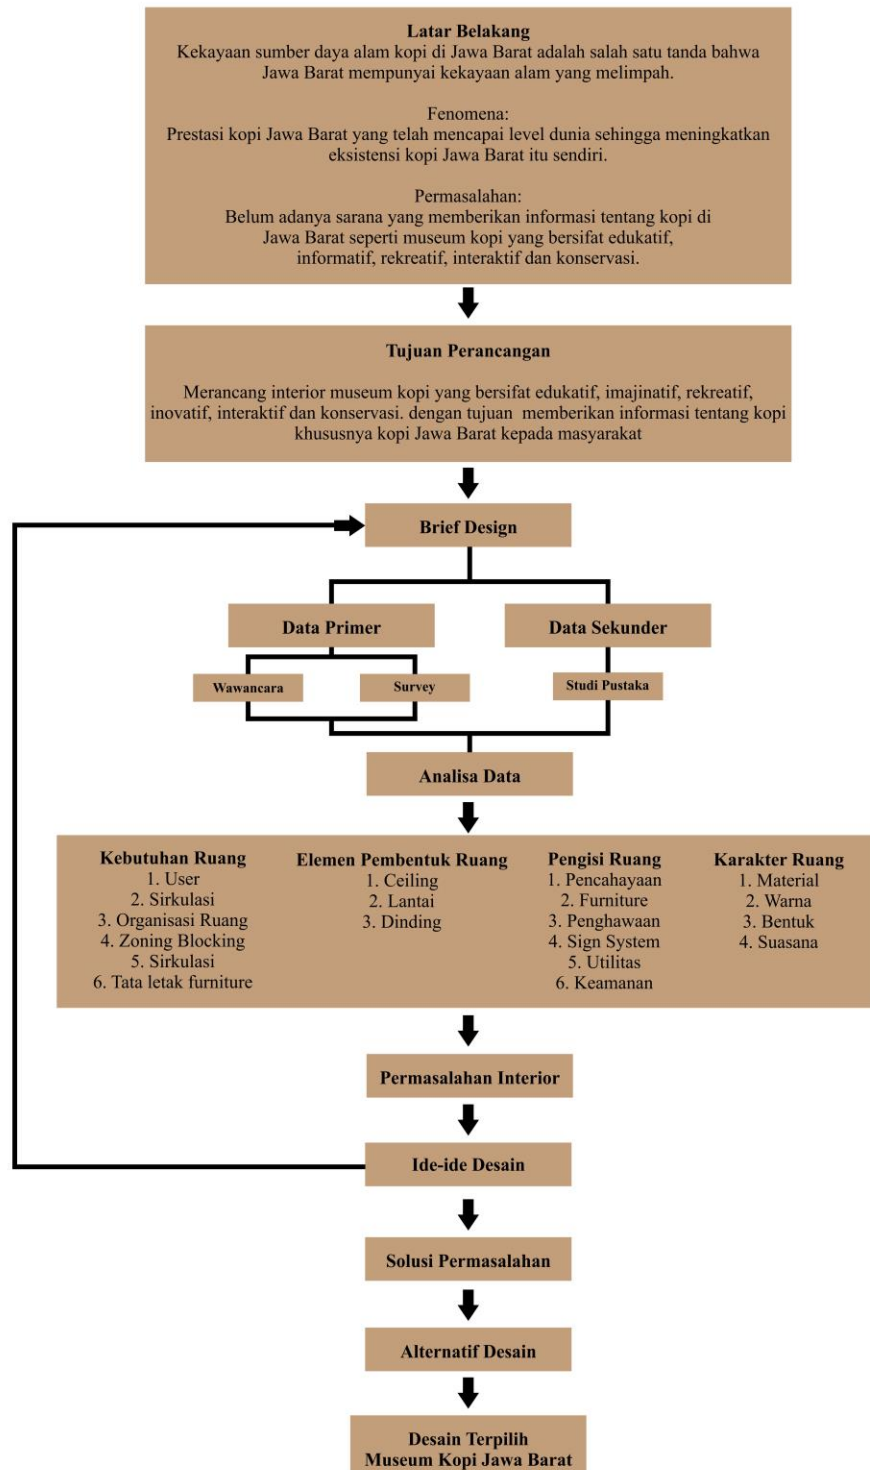 Latar Belakang
Kekayaan sumber daya alam kopi di Jawa Barat adalah salah satu tanda bahwa
Jawa Barat mempunyai kekayaan alam yang melimpah.
Fenomena:
Prestasi kopi Jawa Barat yang telah mencapai level dunia sehingga meningkatkan
eksistensi kopi Jawa Barat itu sendiri.
Permasalahan:
Belum adanya sarana yang memberikan informasi tentang kopi di
Jawa Barat seperti museum kopi yang bersifat edukatif,
informatif, rekreatif, interaktif dan konservasi.
Tujuan Perancangan
Merancang interior museum kopi yang bersifat edukatif, imajinatif, rekreatif,
inovatif, interaktif dan konservasi. dengan tujuan  memberikan informasi tentang kopi
khususnya kopi Jawa Barat kepada masyarakat
Brief Design
Data Primer
Data Sekunder
Wawancara
Survey
Studi Pustaka
Analisa Data
Kebutuhan Ruang
1. User
2. Sirkulasi
3. Organisasi Ruang
4. Zoning Blocking
5. Sirkulasi
6. Tata letak furniture
Elemen Pembentuk Ruang
1. Ceiling
2. Lantai
3. Dinding
Pengisi Ruang
1. Pencahayaan
2. Furniture
3. Penghawaan
4. Sign System
5. Utilitas
6. Keamanan
Karakter Ruang
1. Material
2. Warna
3. Bentuk
4. Suasana
Permasalahan Interior
Ide-ide Desain
Solusi Permasalahan
Alternatif Desain
Desain Terpilih
Museum Kopi Jawa Barat